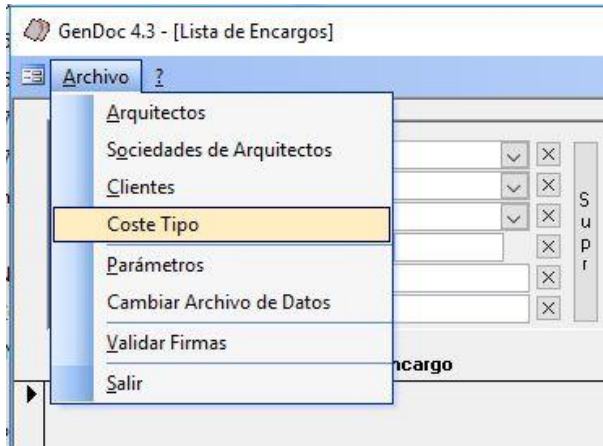 GenDoc 4.3 - [Lista de Encargos]
Archivo ?
Arquitectos
Sociedades de Arquitectos
Clientes
Coste Tipo
Parámetros
Cambiar Archivo de Datos
Validar Firmas
Salir
Supr